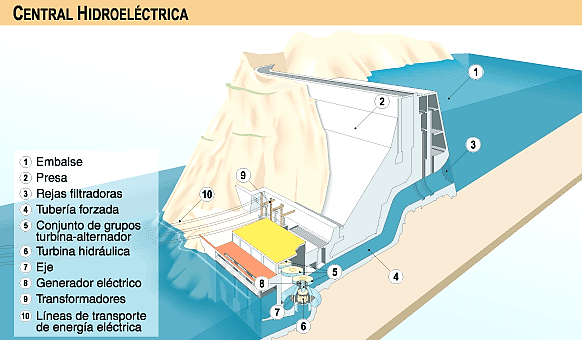 CENTRAL HIDROELÉCTRICA
1
2
3
9
10
1 Embalse
2 Presa
3 Rejas filtradoras
4 Tubería forzada
5 Conjunto de grupos
turbina-alternador
6 Turbina hidráulica
7 Eje
8 Generador eléctrico
9 Transformadores
10 Líneas de transporte
de energía eléctrica
8
5
4
7
6